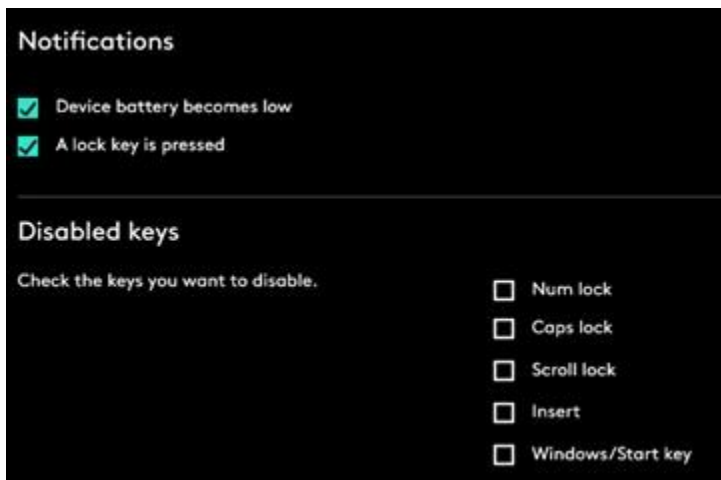 Notifications
Device battery becomes low
A lock key is pressed
Disabled keys
Check the keys you want to disable.
Num lock
Caps lock
Scroll lock
Insert
Windows/Start key